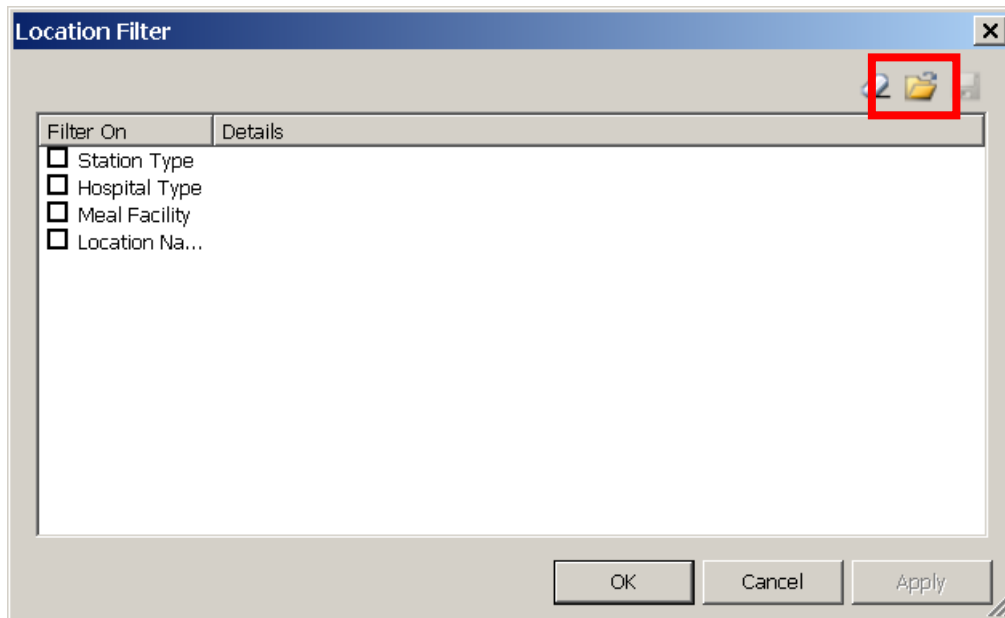 Location Filter
Filter On Details
Station Type
Hospital Type
Meal Facility
Location Na...
OK Cancel Apply